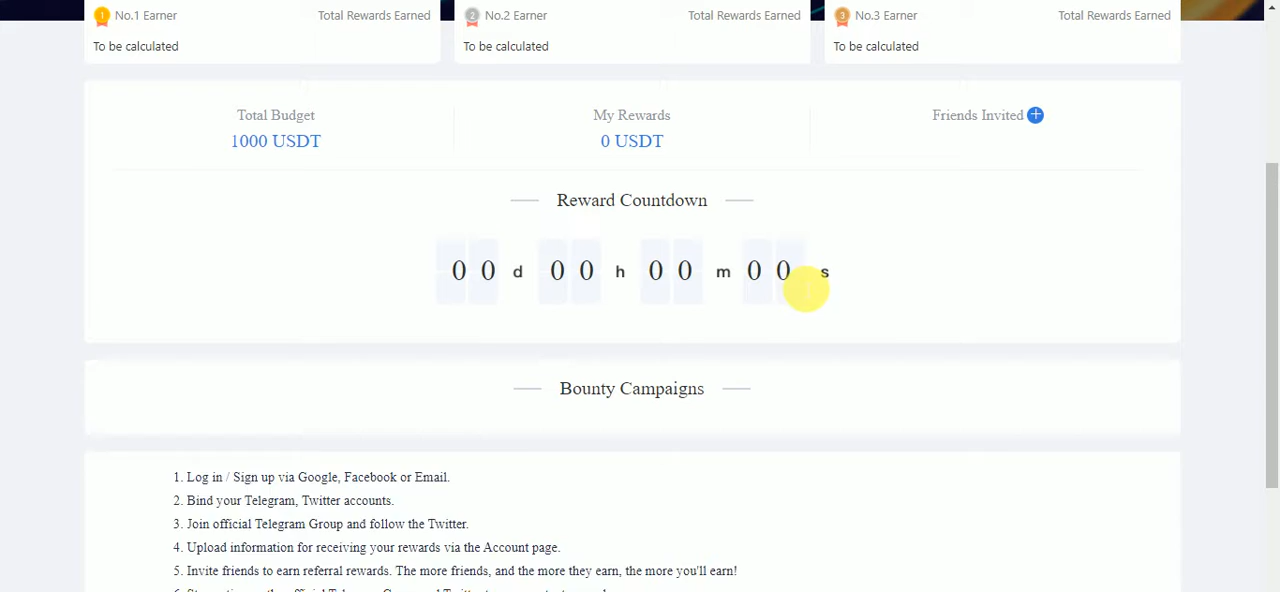 1 No.1 Earner Total Rewards Earned 2 No.2 Earner Total Rewards Earned 3 No.3 Earner Total Rewards Earned
To be calculated To be calculated To be calculated
Total Budget My Rewards Friends Invited
1000 USDT 0 USDT
Reward Countdown
00 d 00 h 00 m 00 s
Bounty Campaigns
1. Log in / Sign up via Google, Facebook or Email.
2. Bind your Telegram, Twitter accounts.
3. Join official Telegram Group and follow the Twitter.
4. Upload information for receiving your rewards via the Account page.
5. Invite friends to earn referral rewards. The more friends, and the more they earn, the more you'll earn!